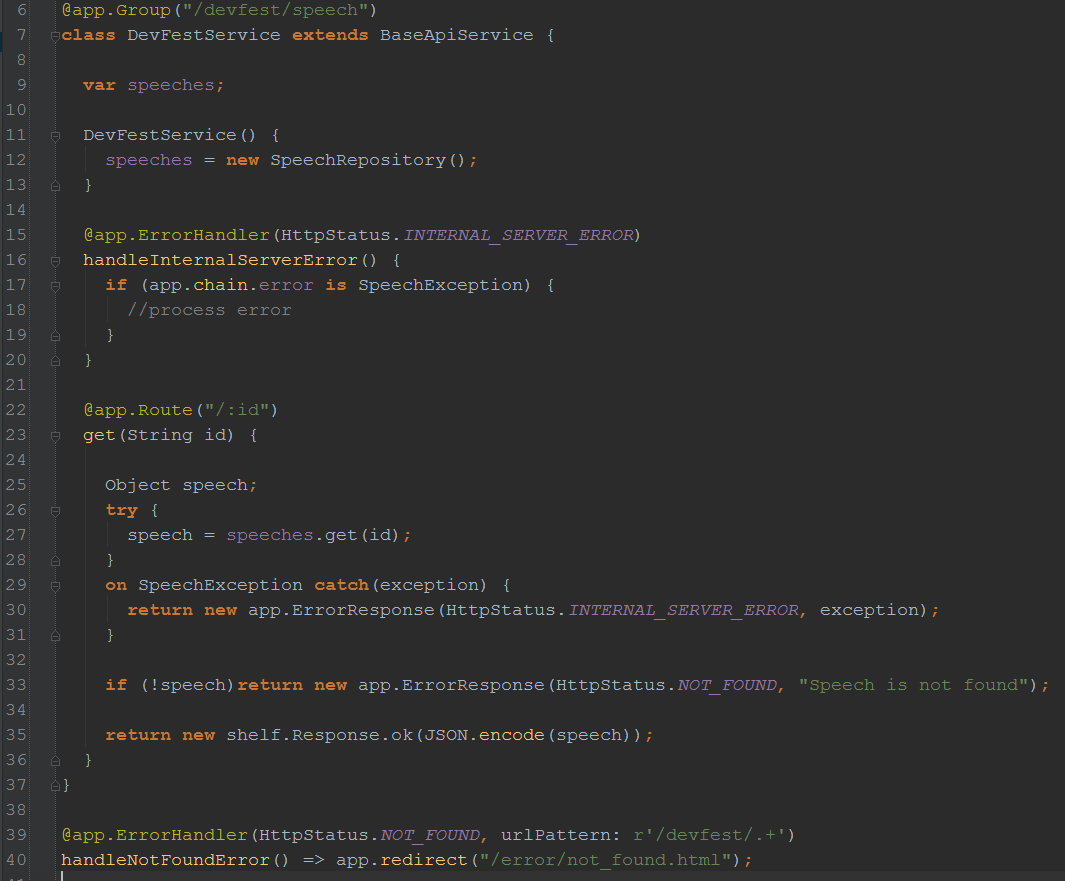 6 @app.Group("/devfest/speech")
7 class DevFestService extends BaseApiService {
8
9 var speeches;
10
11 DevFestService() {
12 speeches = new SpeechRepository();
13 }
14
15 @app.ErrorHandler(HttpStatus.INTERNAL_SERVER_ERROR)
16 handleInternalServerError() {
17 if (app.chain.error is SpeechException) {
18 //process error
19 }
20 }
21
22 @app.Route("/:id")
23 get(String id) {
24
25 Object speech;
26 try {
27 speech = speeches.get(id);
28 }
29 on SpeechException catch(exception) {
30 return new app.ErrorResponse(HttpStatus.INTERNAL_SERVER_ERROR, exception);
31 }
32
33 if (!speech)return new app.ErrorResponse(HttpStatus.NOT_FOUND, "Speech is not found");
34
35 return new shelf.Response.ok(JSON.encode(speech));
36 }
37 }
38
39 @app.ErrorHandler(HttpStatus.NOT_FOUND, urlPattern: r'/devfest/.+')
40 handleNotFoundError() => app.redirect("/error/not_found.html");